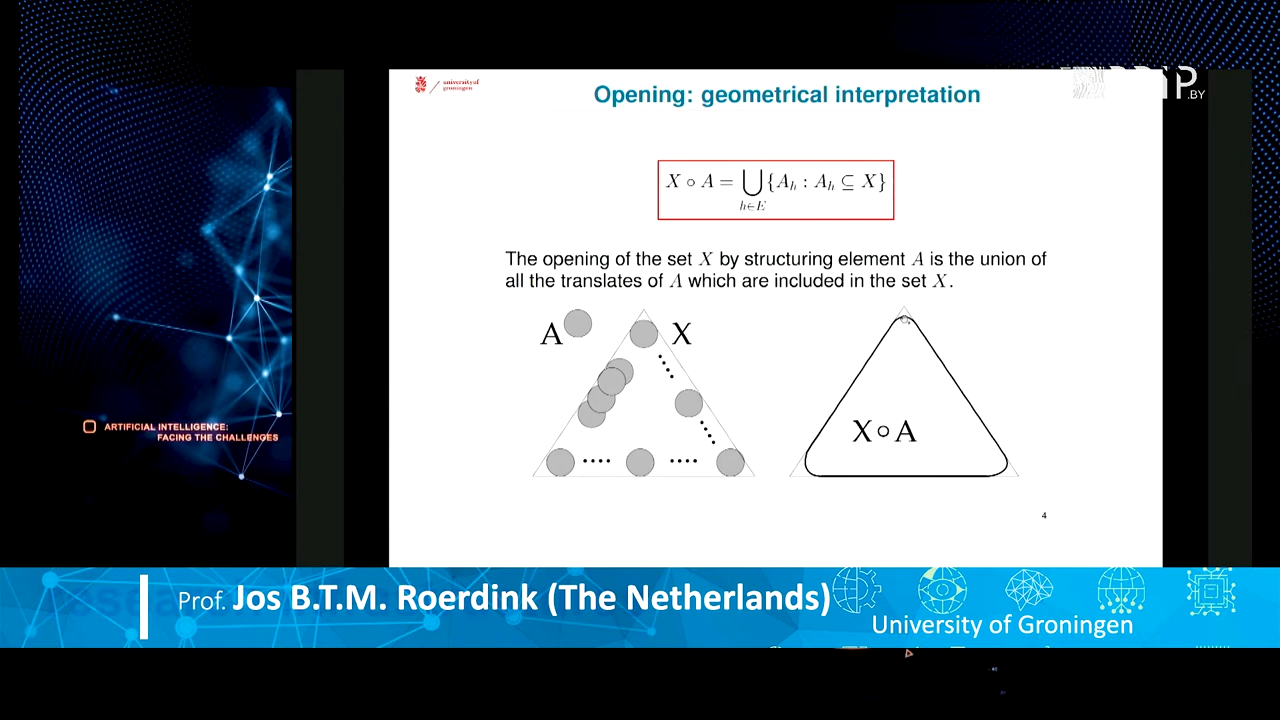 university of
groningen
Opening: geometrical interpretation
.BY
X ∘ A = ⋃ {A_h : A_h ⊆ X}
h∈E
The opening of the set X by structuring element A is the union of
all the translates of A which are included in the set X.
A
X
X∘A
ARTIFICIAL INTELLIGENCE:
FACING THE CHALLENGES
4
Prof. Jos B.T.M. Roerdink (The Netherlands)
University of Groningen